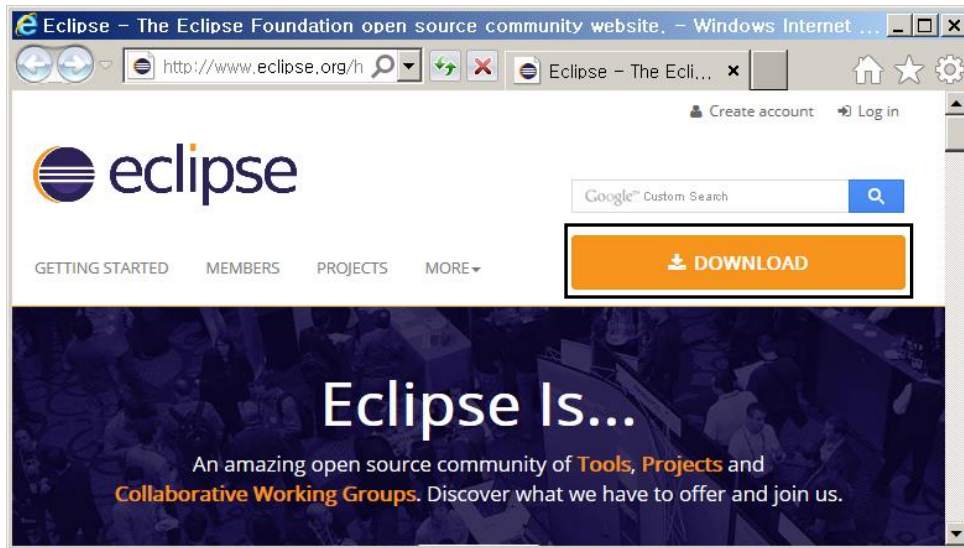 Eclipse - The Eclipse Foundation open source community website. - Windows Internet ...
http://www.eclipse.org/h
Eclipse - The Ecli...
Create account Log in
eclipse
Google™ Custom Search
GETTING STARTED MEMBERS PROJECTS MORE
DOWNLOAD
Eclipse Is...
An amazing open source community of Tools, Projects and
Collaborative Working Groups. Discover what we have to offer and join us.